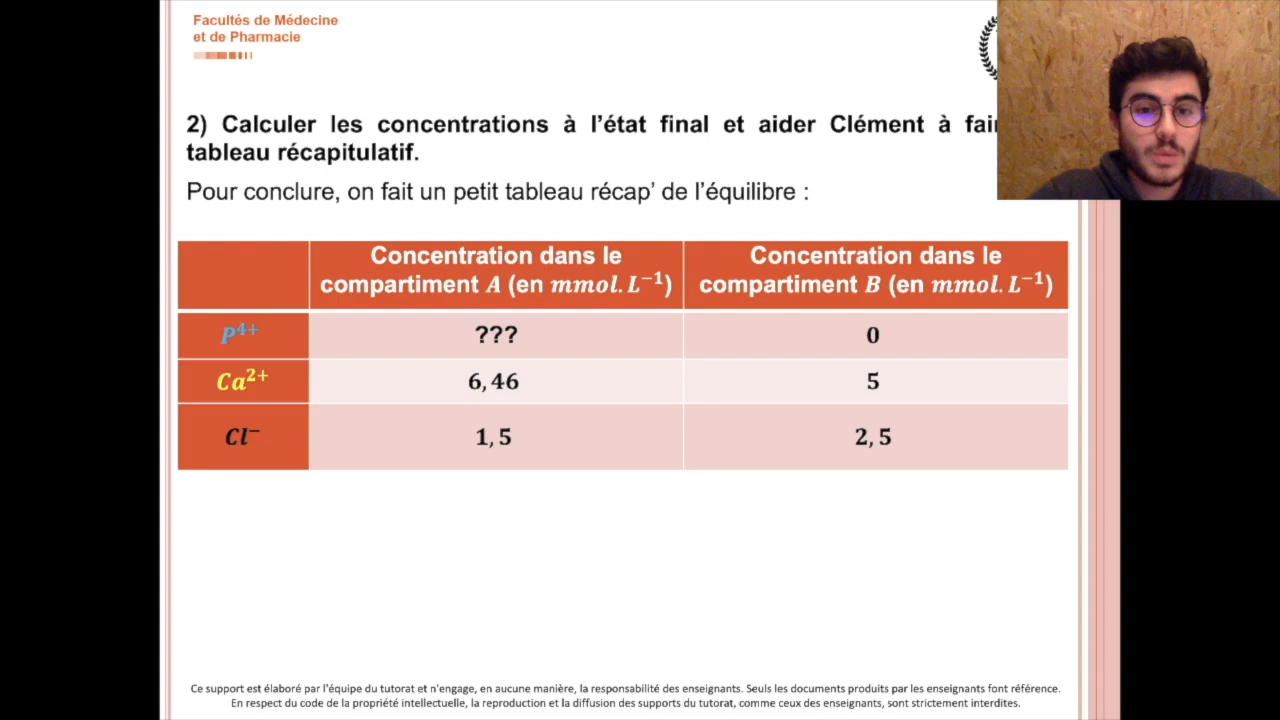 Facultés de Médecine
et de Pharmacie
2) Calculer les concentrations à l'état final et aider Clément à
tableau récapitulatif.
Pour conclure, on fait un petit tableau récap' de l'équilibre :
Concentration dans le compartiment A (en mmol.L⁻¹)
Concentration dans le compartiment B (en mmol.L⁻¹)
P⁴⁺ ??? 0
Ca²⁺ 6,46 5
Cl⁻ 1,5 2,5
Ce support est élaboré par l'équipe du tutorat et n'engage, en aucune manière, la responsabilité des enseignants. Seuls les documents produits par les enseignants font référence.
En respect du code de la propriété intellectuelle, la reproduction et la diffusion des supports du tutorat, comme ceux des enseignants, sont strictement interdites.